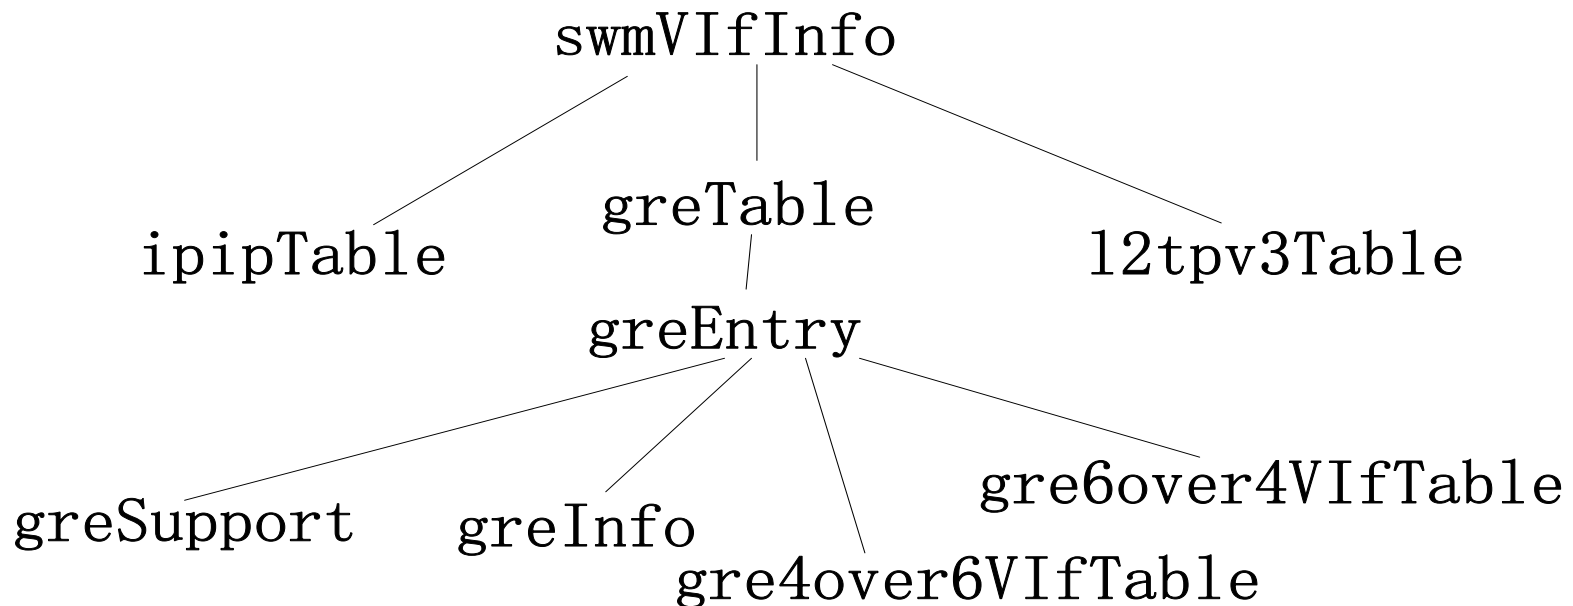 swmVIfInfo
greTable
ipipTable
l2tpv3Table
greEntry
gre6over4VIfTable
greSupport
greInfo
gre4over6VIfTable